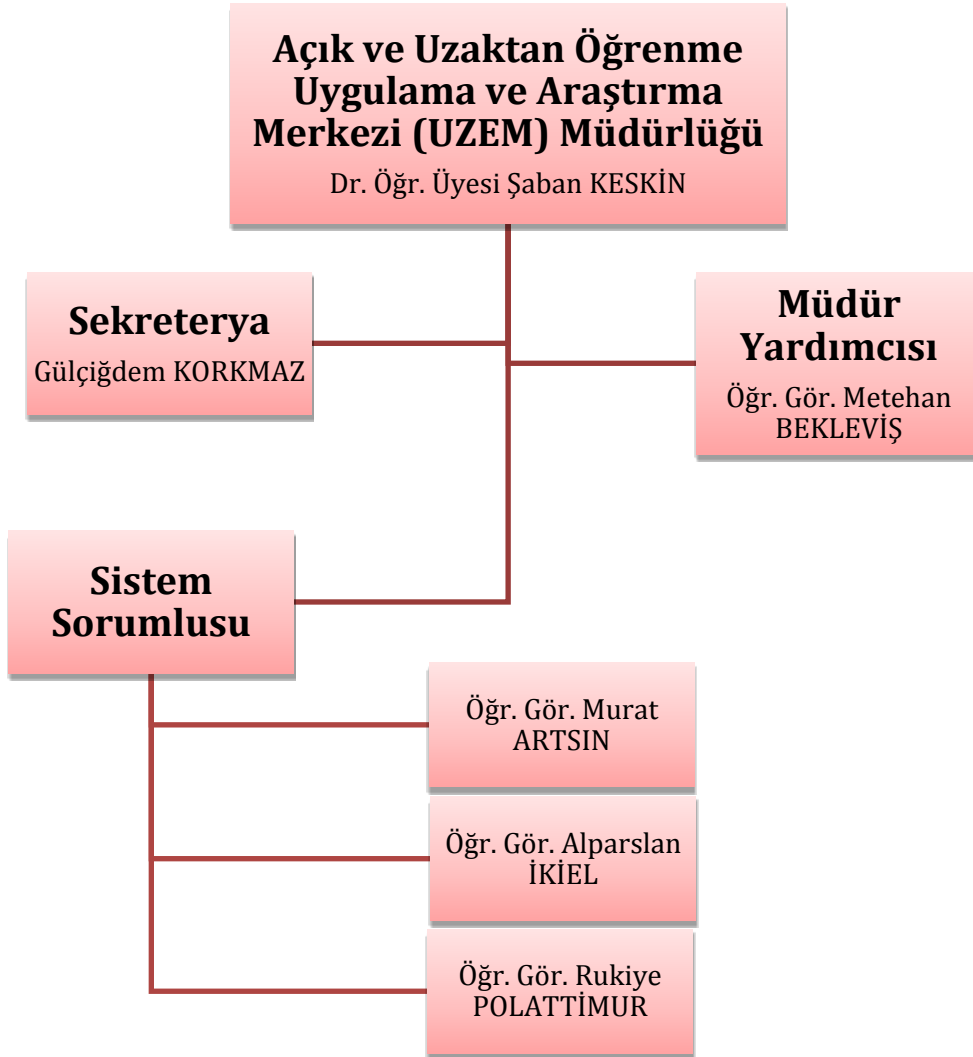 Açık ve Uzaktan Öğrenme
Uygulama ve Araştırma
Merkezi (UZEM) Müdürlüğü
Dr. Öğr. Üyesi Şaban KESKİN
Sekreterya
Gülçiğdem KORKMAZ
Müdür
Yardımcısı
Öğr. Gör. Metehan
BEKLEVİŞ
Sistem
Sorumlusu
Öğr. Gör. Murat
ARTSIN
Öğr. Gör. Alparslan
İKİEL
Öğr. Gör. Rukiye
POLATTİMUR